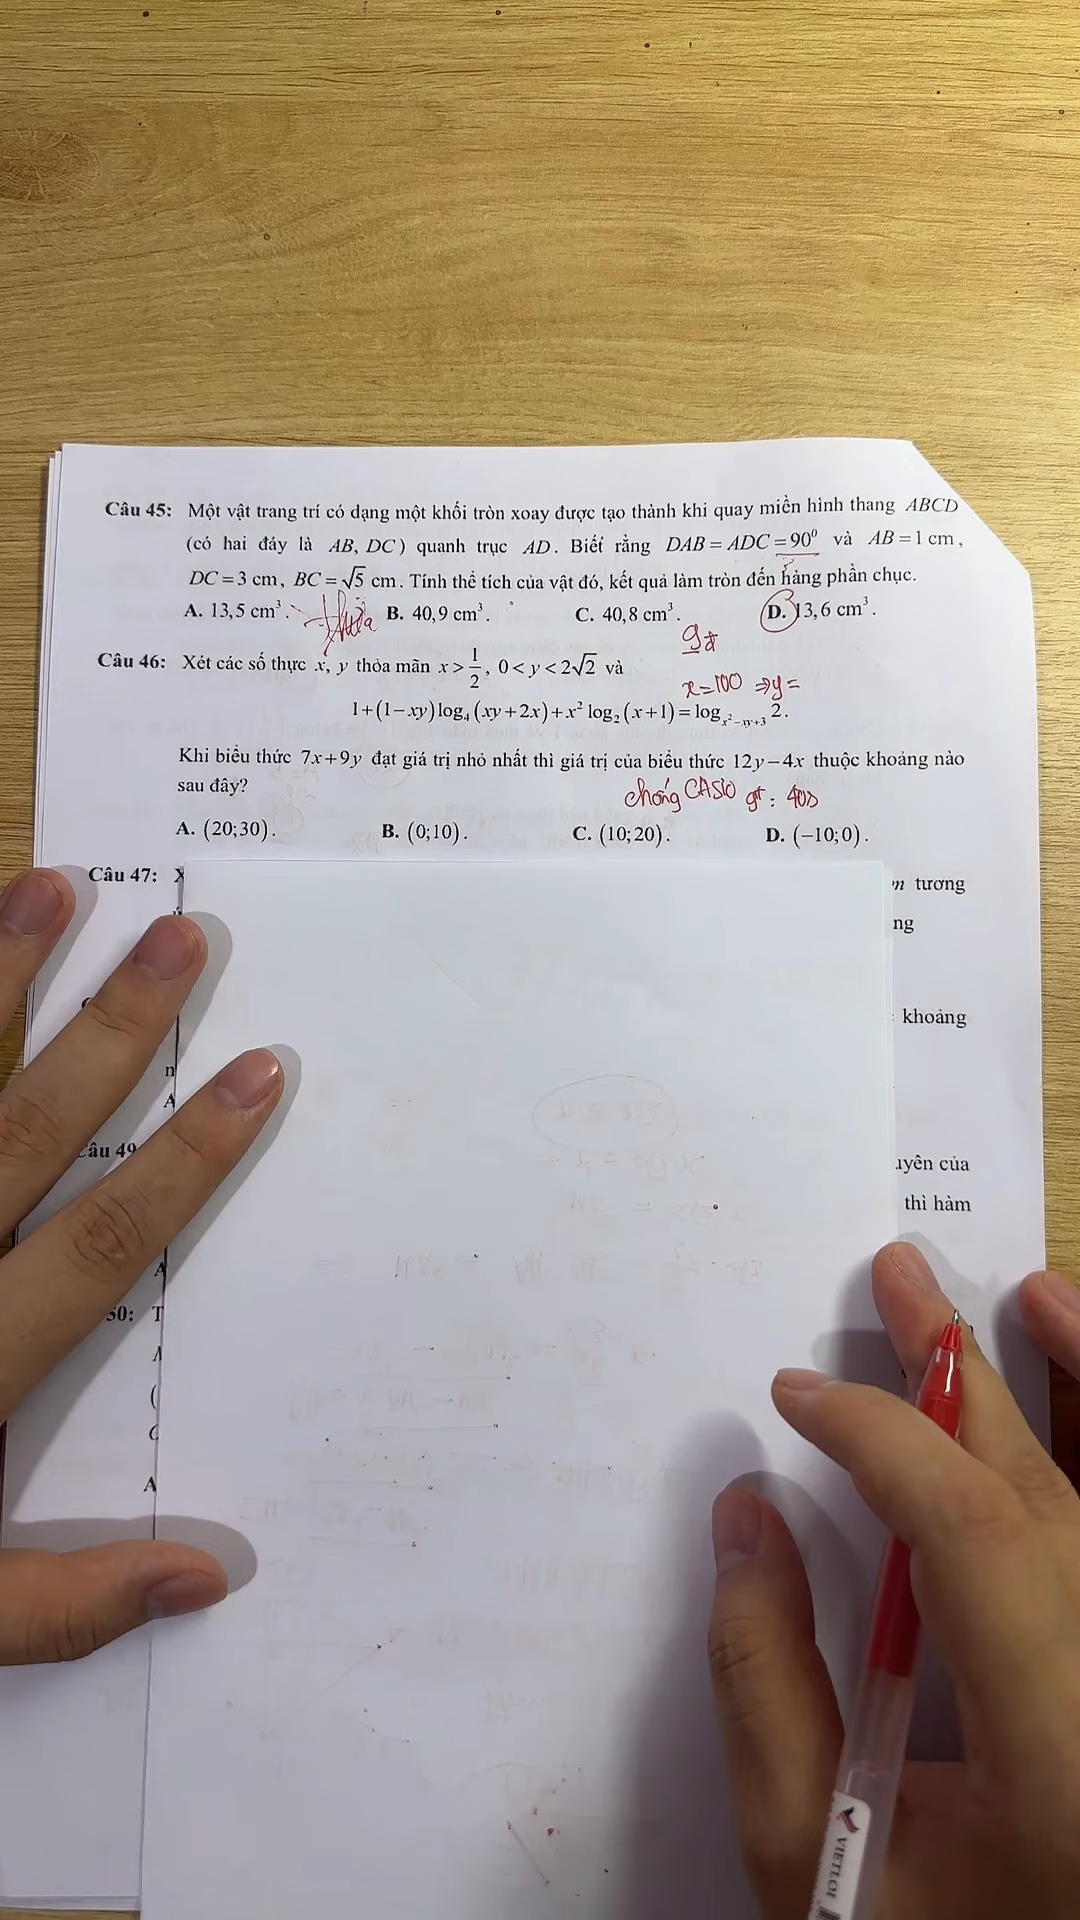 Câu 45: Một vật trang trí có dạng một khối tròn xoay được tạo thành khi quay miền hình thang ABCD
(có hai đáy là AB, DC) quanh trục AD. Biết rằng DAB = ADC = 90⁰ và AB = 1 cm,
DC = 3 cm, BC = √5 cm. Tính thể tích của vật đó, kết quả làm tròn đến hàng phần chục.
A. 13,5 cm³. B. 40,9 cm³. C. 40,8 cm³. D. 13,6 cm³.
Câu 46: Xét các số thực x, y thỏa mãn x > 1/2, 0 < y < 2√2 và
x = 100 ⇒ y =
1 + (1 − xy) log₄(xy + 2x) + x² log₂(x + 1) = log_{x² − xy + 3} 2.
Khi biểu thức 7x + 9y đạt giá trị nhỏ nhất thì giá trị của biểu thức 12y − 4x thuộc khoảng nào
sau đây?
chống CASIO
A. (20;30). B. (0;10). C. (10;20). D. (−10;0).
Câu 47: X
tương
ng
khoảng
n
A
Câu 49
uyên của
thì hàm
A
50: T
(
A
VIETLOI